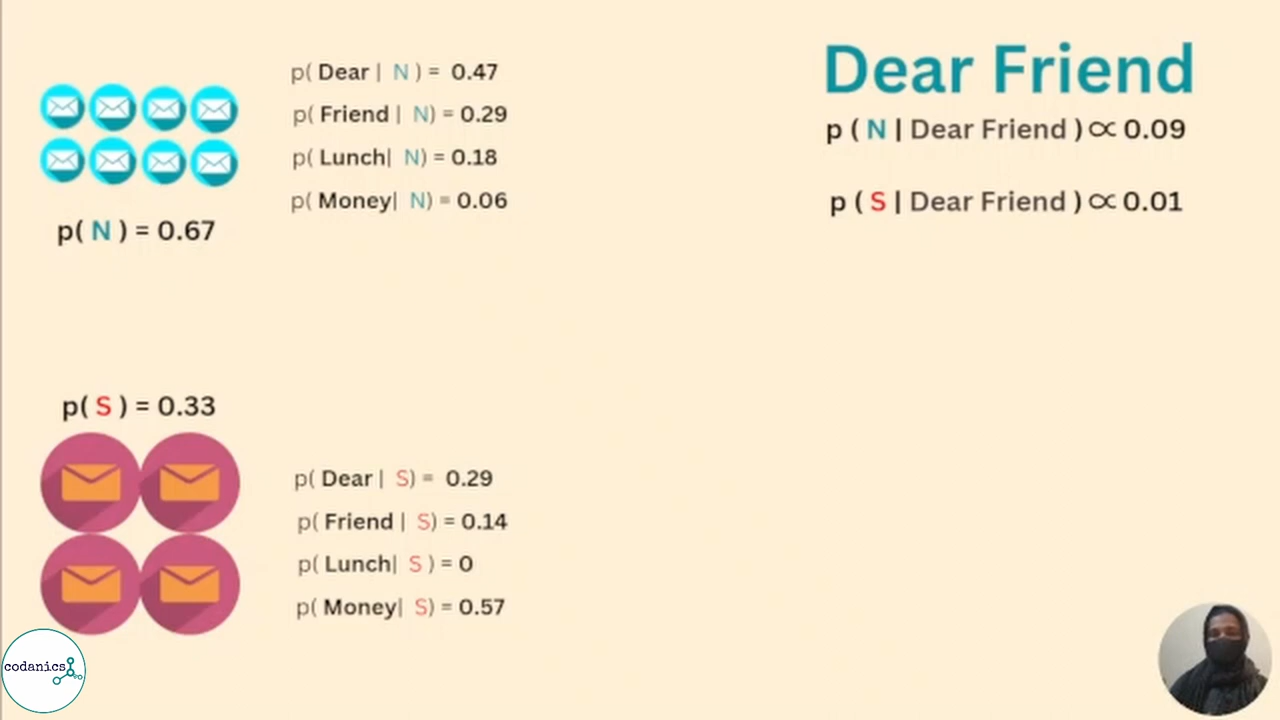 Dear Friend
p ( N | Dear Friend ) ∝ 0.09
p ( S | Dear Friend ) ∝ 0.01
p( Dear | N ) = 0.47
p( Friend | N) = 0.29
p( Lunch| N) = 0.18
p( Money| N) = 0.06
p( N ) = 0.67
p( S ) = 0.33
p( Dear | S) = 0.29
p( Friend | S) = 0.14
p( Lunch| S ) = 0
p( Money| S) = 0.57
codanics